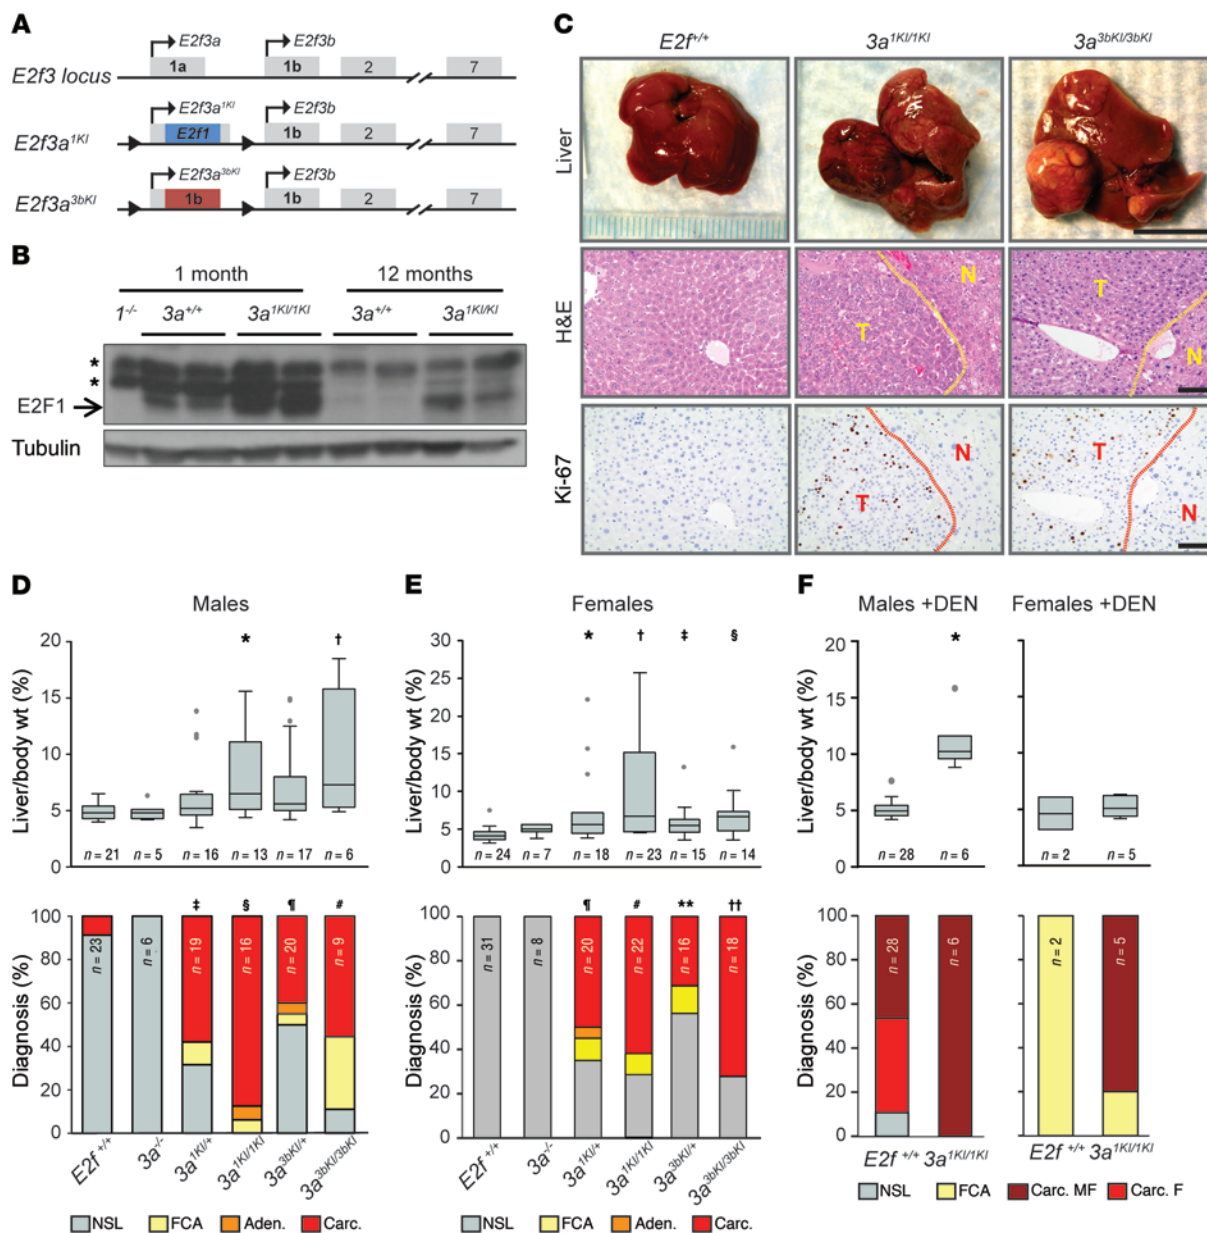 A
E2f3a E2f3b
E2f3 locus 1a 1b 2 7
E2f3a1KI E2f3b
E2f3a1KI E2f1 1b 2 7
E2f3a3bKI E2f3b
E2f3a3bKI 1b 1b 2 7
B
1 month 12 months
1-/- 3a+/+ 3a1KI/1KI 3a+/+ 3a1KI/KI
*
*
E2F1
Tubulin
C
E2f+/+ 3a1KI/1KI 3a3bKI/3bKI
Liver
H&E
T N T N
Ki-67
T N T N
D
Males
*
†
Liver/body wt (%)
20
15
10
5
0
n = 21 n = 5 n = 16 n = 13 n = 17 n = 6
‡ § ¶ #
Diagnosis (%)
100
80
60
40
20
0
n = 23 n = 6 n = 19 n = 16 n = 20 n = 9
E2f+/+ 3a-/- 3a1KI/+ 3a1KI/1KI 3a3bKI/+ 3a3bKI/3bKI
NSL FCA Aden. Carc.
E
Females
* † ‡ §
Liver/body wt (%)
30
25
20
15
10
5
0
n = 24 n = 7 n = 18 n = 23 n = 15 n = 14
¶ # ** ††
Diagnosis (%)
100
80
60
40
20
0
n = 31 n = 8 n = 20 n = 22 n = 16 n = 18
E2f+/+ 3a-/- 3a1KI/+ 3a1KI/1KI 3a3bKI/+ 3a3bKI/3bKI
NSL FCA Aden. Carc.
F
Males +DEN Females +DEN
*
Liver/body wt (%)
20
15
10
5
0
n = 28 n = 6 n = 2 n = 5
Diagnosis (%)
100
80
60
40
20
0
n = 28 n = 6 n = 2 n = 5
E2f +/+ 3a1KI/1KI E2f +/+ 3a1KI/1KI
NSL FCA Carc. MF Carc. F